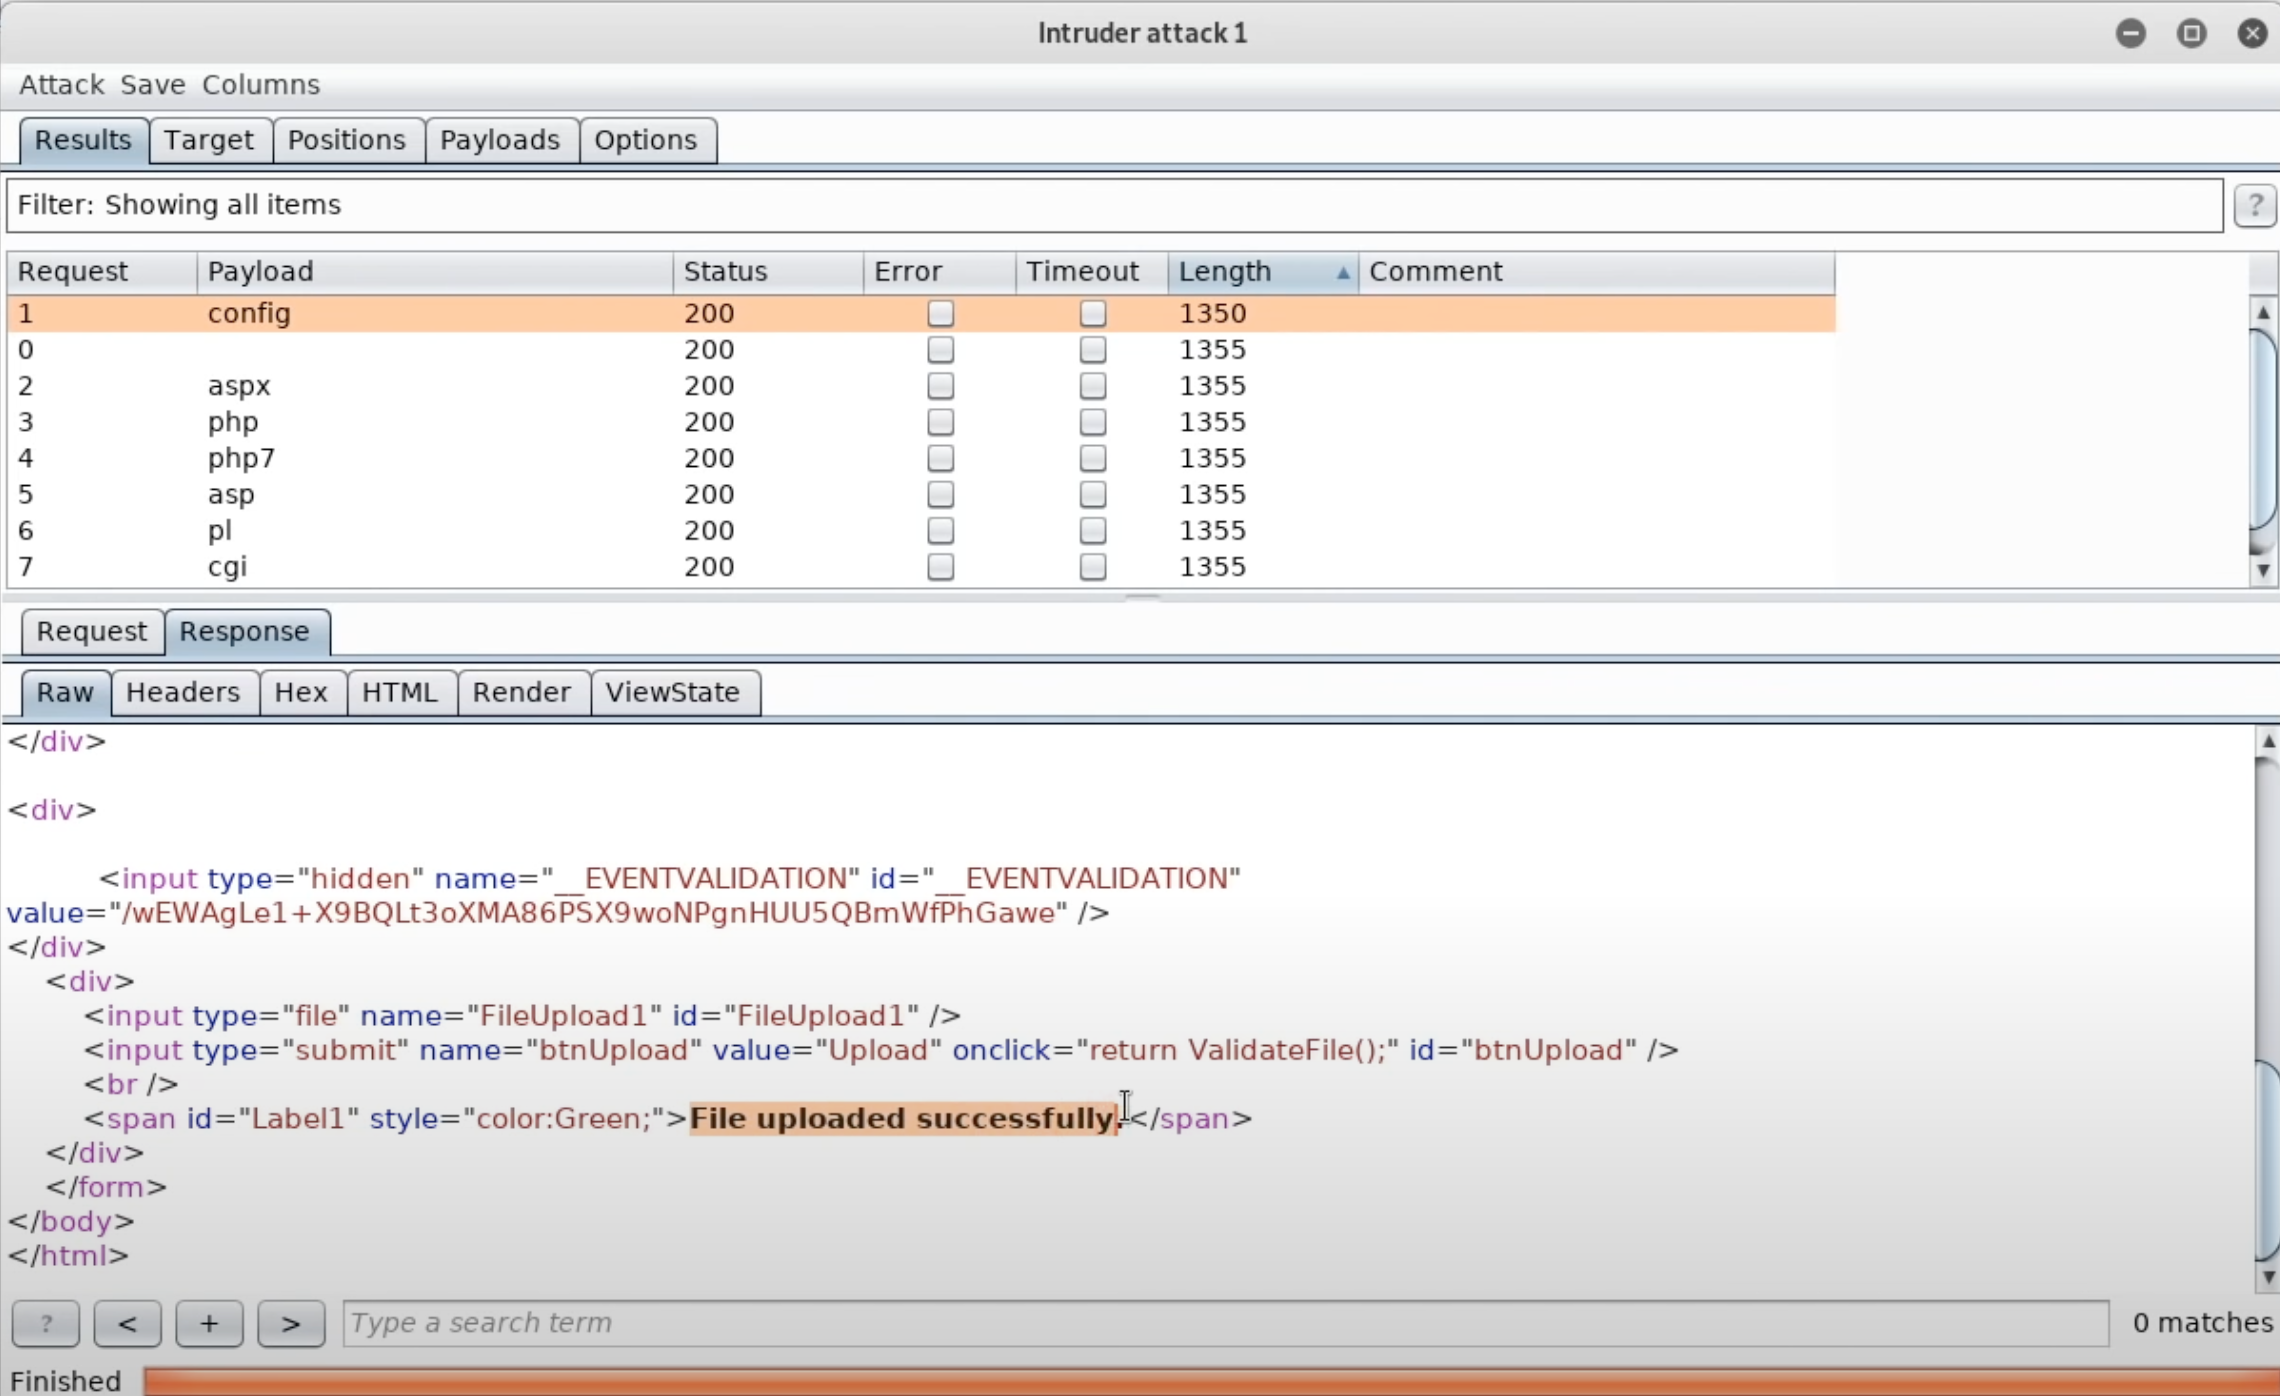 Intruder attack 1
Attack Save Columns
Results Target Positions Payloads Options
Filter: Showing all items ?
Request Payload Status Error Timeout Length Comment
1 config 200 1350
0 200 1355
2 aspx 200 1355
3 php 200 1355
4 php7 200 1355
5 asp 200 1355
6 pl 200 1355
7 cgi 200 1355
Request Response
Raw Headers Hex HTML Render ViewState
</div>
<div>
<input type="hidden" name="__EVENTVALIDATION" id="__EVENTVALIDATION"
value="/wEWAgLe1+X9BQLt3oXMA86PSX9woNPgnHUU5QBmWfPhGawe" />
</div>
<div>
<input type="file" name="FileUpload1" id="FileUpload1" />
<input type="submit" name="btnUpload" value="Upload" onclick="return ValidateFile();" id="btnUpload" />
<br />
<span id="Label1" style="color:Green;">File uploaded successfully.</span>
</div>
</form>
</body>
</html>
? < + > Type a search term 0 matches
Finished